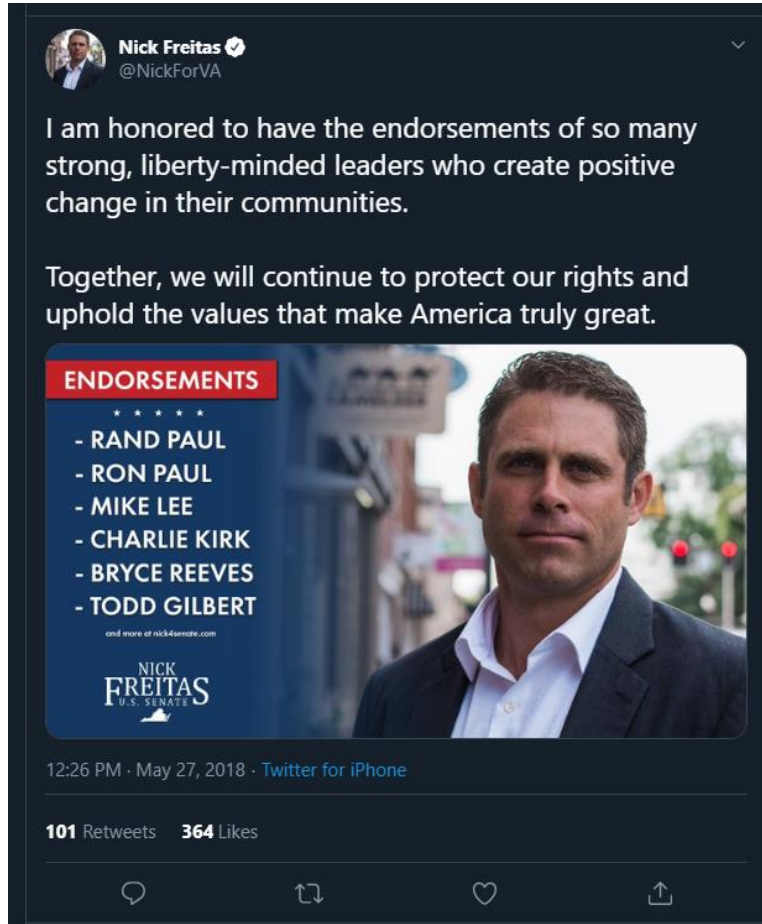 Nick Freitas
@NickForVA
I am honored to have the endorsements of so many
strong, liberty-minded leaders who create positive
change in their communities.
Together, we will continue to protect our rights and
uphold the values that make America truly great.
ENDORSEMENTS
- RAND PAUL
- RON PAUL
- MIKE LEE
- CHARLIE KIRK
- BRYCE REEVES
- TODD GILBERT
and more at nick4senate.com
NICK
FREITAS
U.S. SENATE
12:26 PM · May 27, 2018 · Twitter for iPhone
101 Retweets 364 Likes